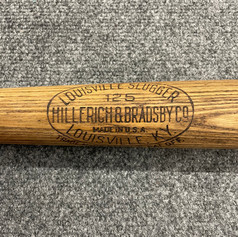 LOUISVILLE SLUGGER
125
HILLERICH & BRADSBY CO
MADE IN U.S.A
LOUISVILLE, KY.